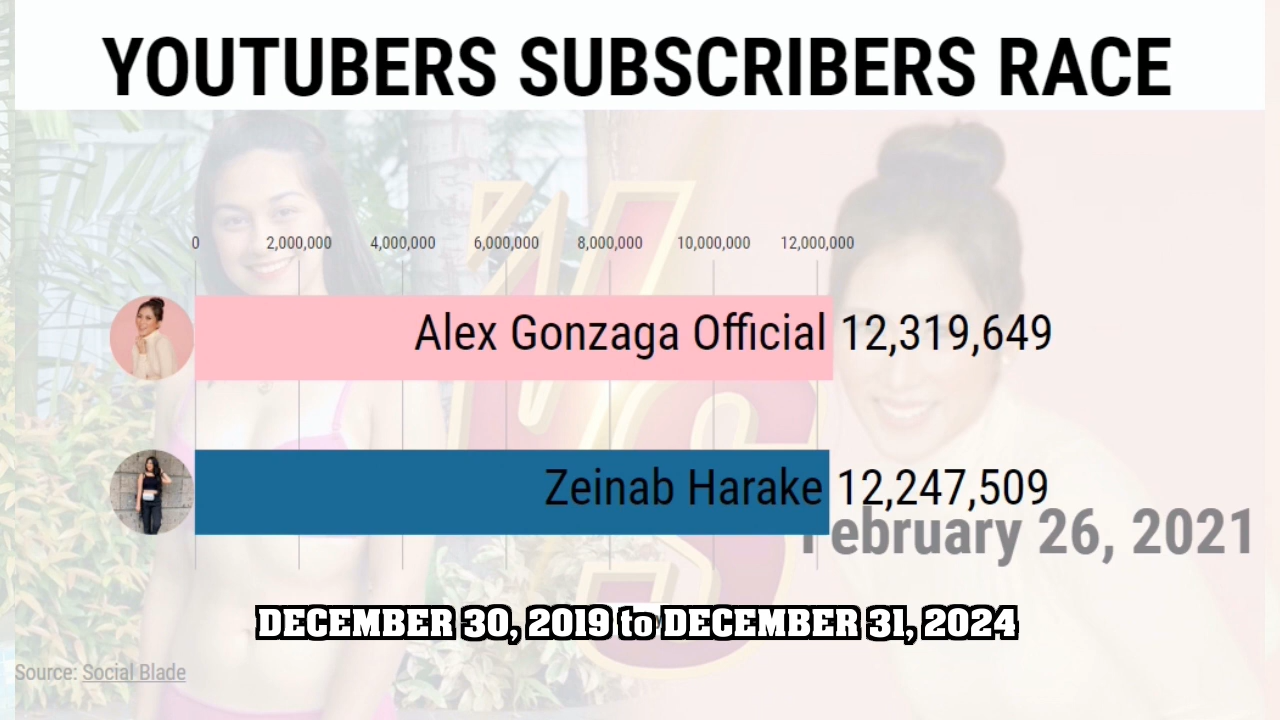 YOUTUBERS SUBSCRIBERS RACE
0 2,000,000 4,000,000 6,000,000 8,000,000 10,000,000 12,000,000
Alex Gonzaga Official 12,319,649
Zeinab Harake 12,247,509
February 26, 2021
DECEMBER 30, 2019 to DECEMBER 31, 2024
Source: Social Blade
VS